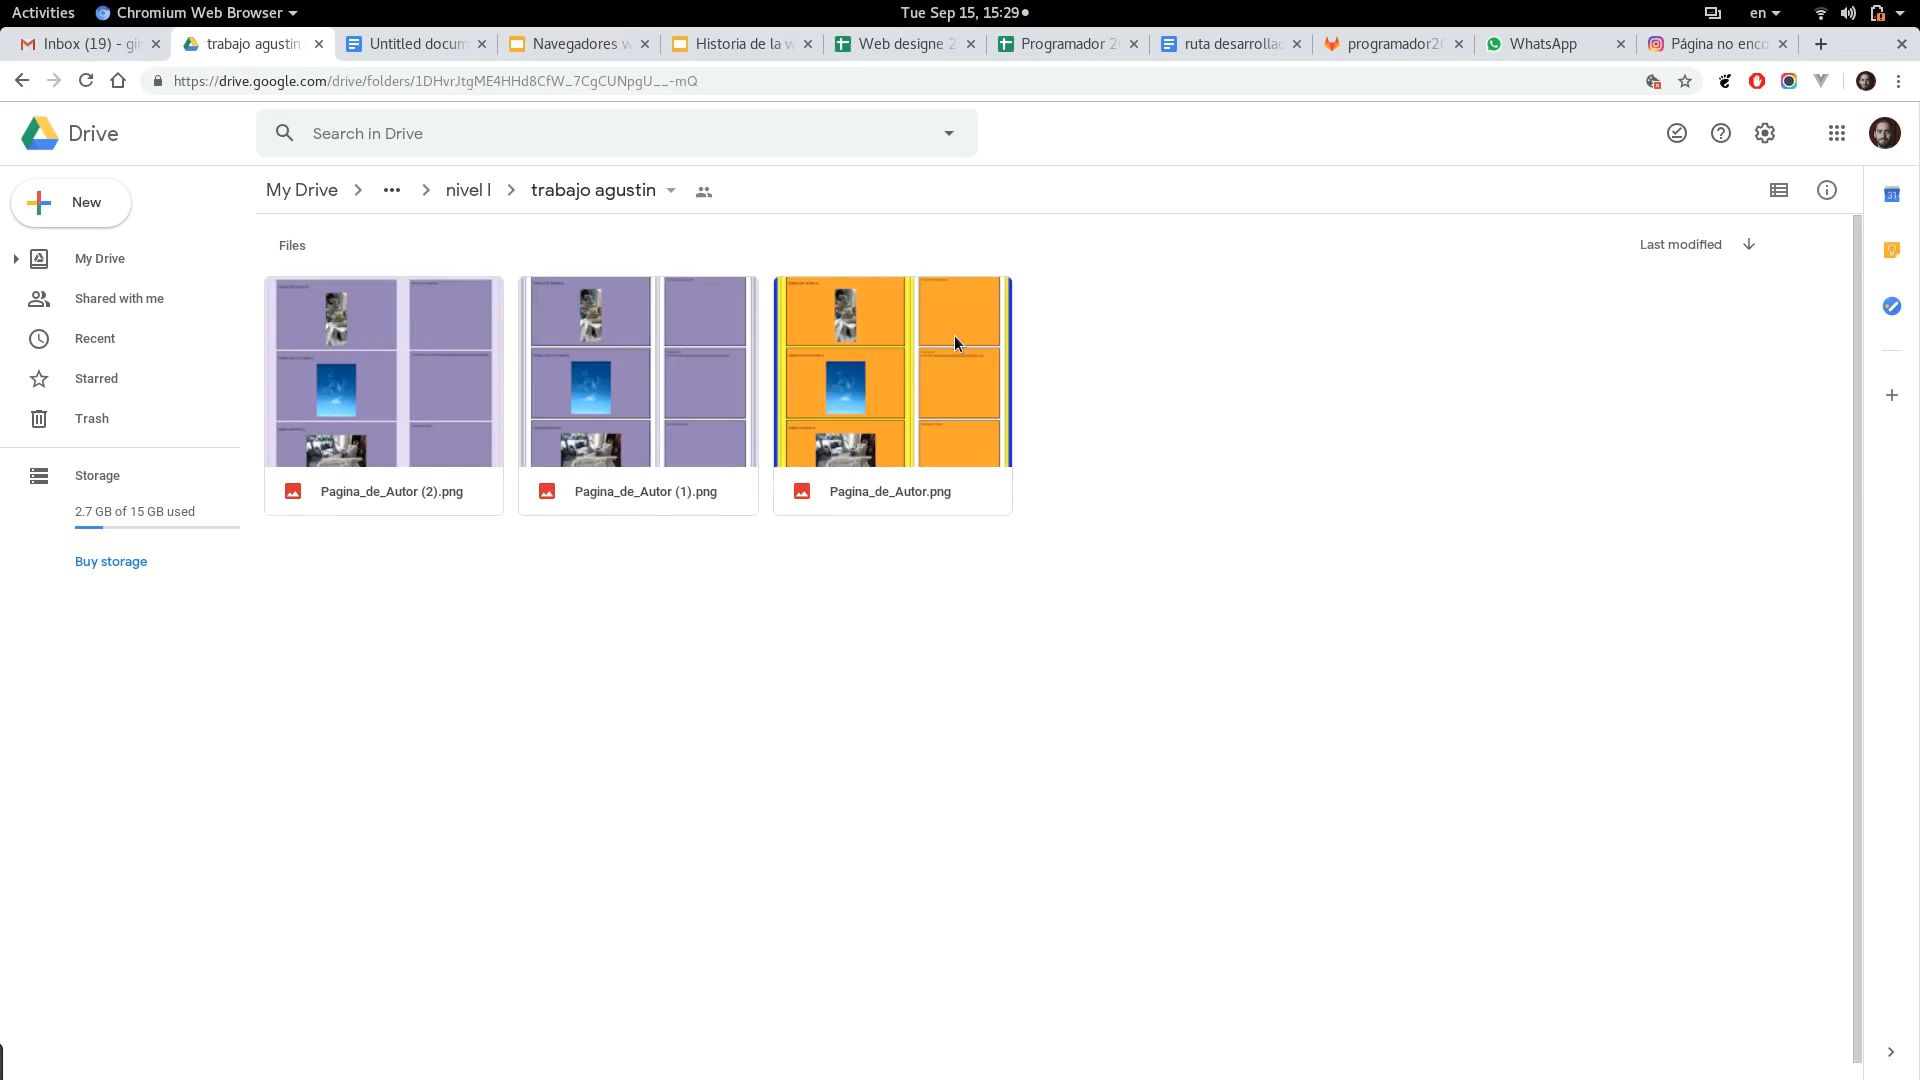 Activities
Chromium Web Browser
Tue Sep 15, 15:29
en
Inbox (19) - gir
trabajo agustin
Untitled docum
Navegadores w
Historia de la w
Web designe 2
Programador 2
ruta desarrollac
programador20
WhatsApp
Página no enco
https://drive.google.com/drive/folders/1DHvrJtgME4HHd8CfW_7CgCUNpgU__-mQ
Drive
Search in Drive
New
My Drive
nivel I
trabajo agustin
31
My Drive
Shared with me
Recent
Starred
Trash
Storage
2.7 GB of 15 GB used
Buy storage
Files
Last modified
Pagina_de_Autor (2).png
Pagina_de_Autor (1).png
Pagina_de_Autor.png